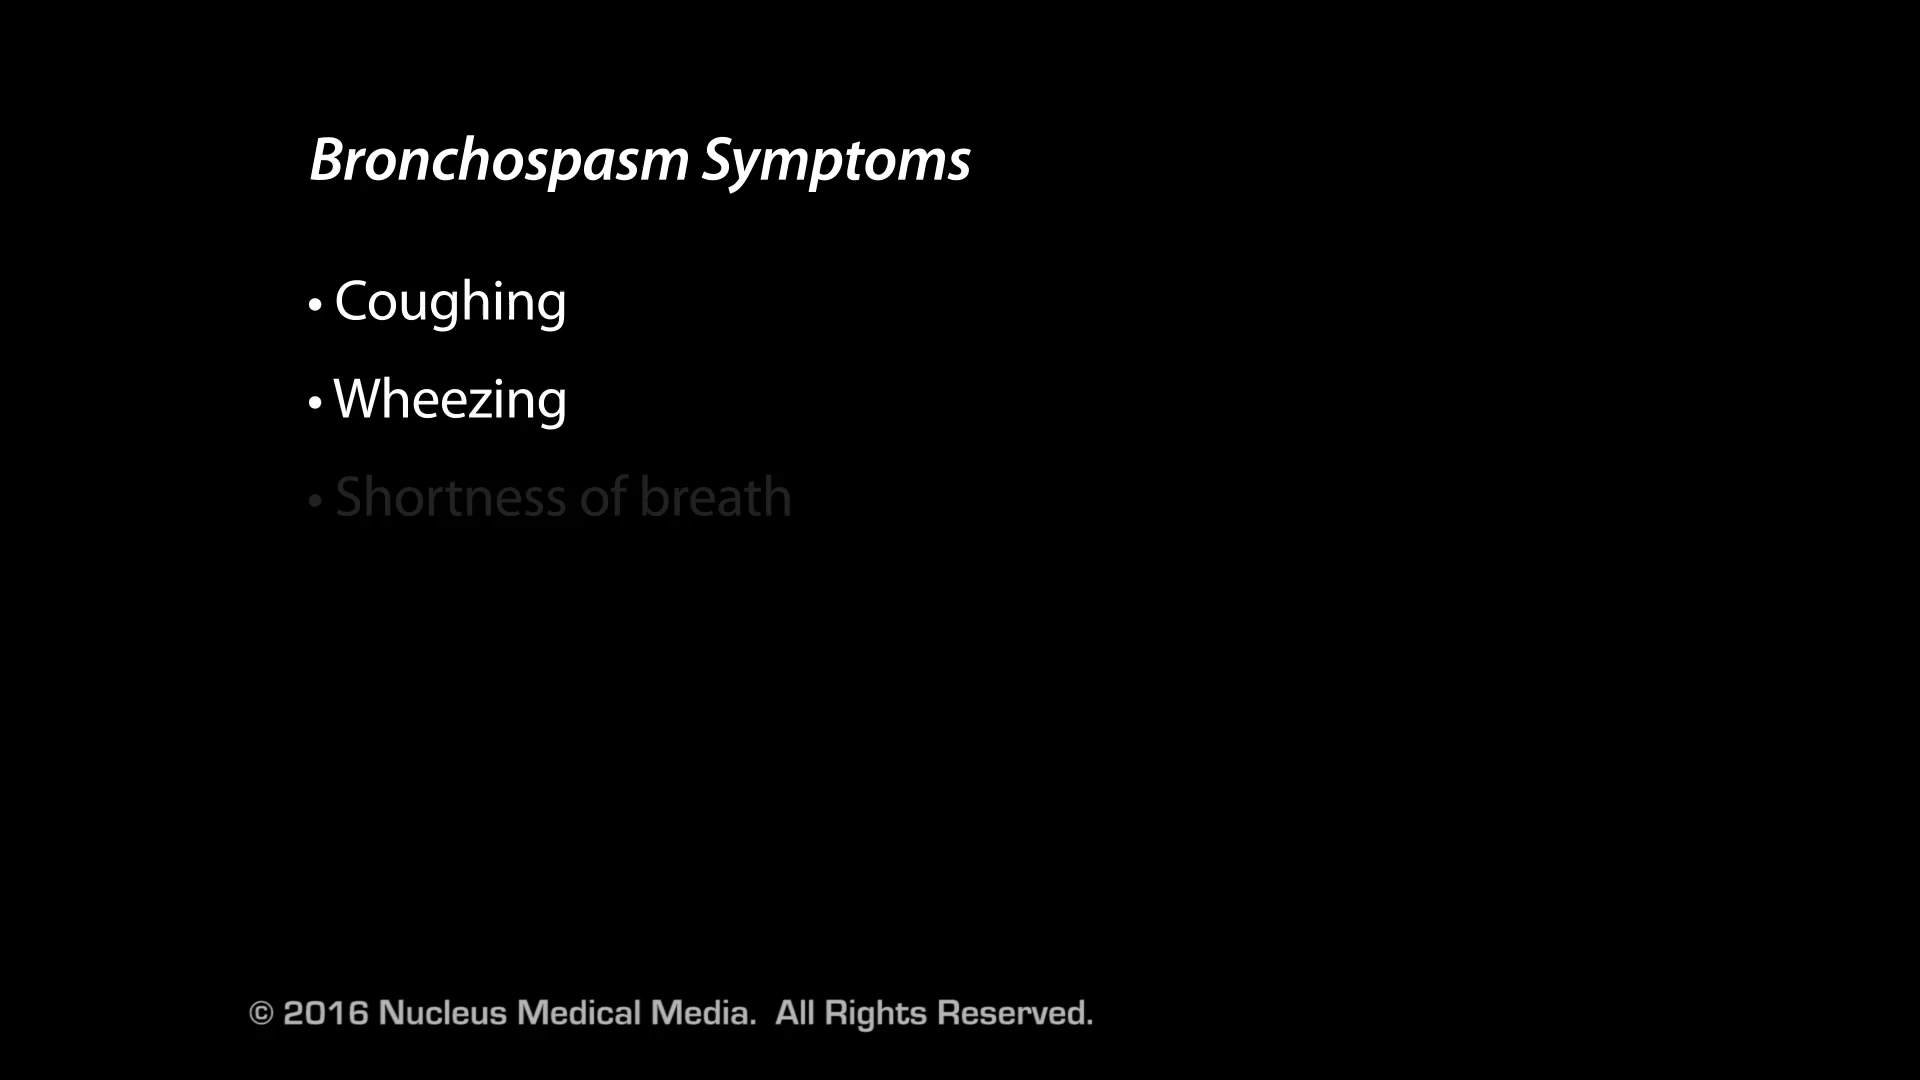 Bronchospasm Symptoms
• Coughing
• Wheezing
• Shortness of breath
© 2016 Nucleus Medical Media.  All Rights Reserved.